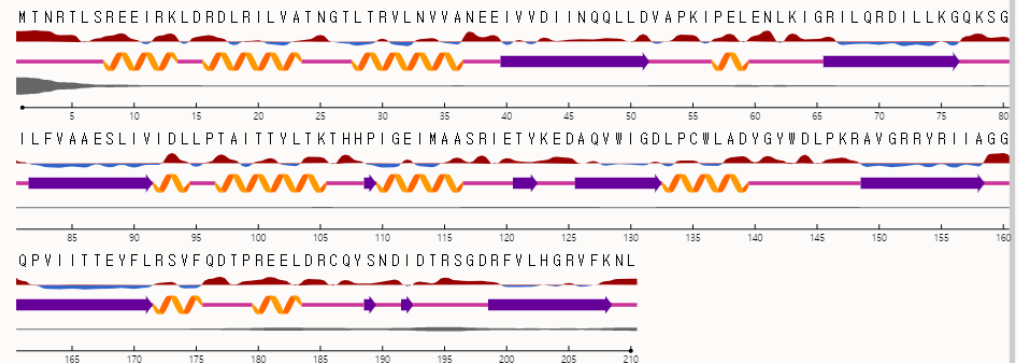 MTNRTLSREEIRKLDRDLRILVATNGTLTRVLNVVANEEIVVDIINQQLLDVAPKIPELENLKIGRILQRDILLKGQKSG
5 10 15 20 25 30 35 40 45 50 55 60 65 70 75 80
ILFVAAESLIVIDLLPTAITTYLTKTHHPIGEIMAASRIETYKEDAQVWIGDLPCWLADYGYWDLPKRAVGRRYRIIAGG
85 90 95 100 105 110 115 120 125 130 135 140 145 150 155 160
QPVIITTEYFLRSVFQDTPREELDRCQYSNDIDTRSGDRFVLHGRVFKNL
165 170 175 180 185 190 195 200 205 210